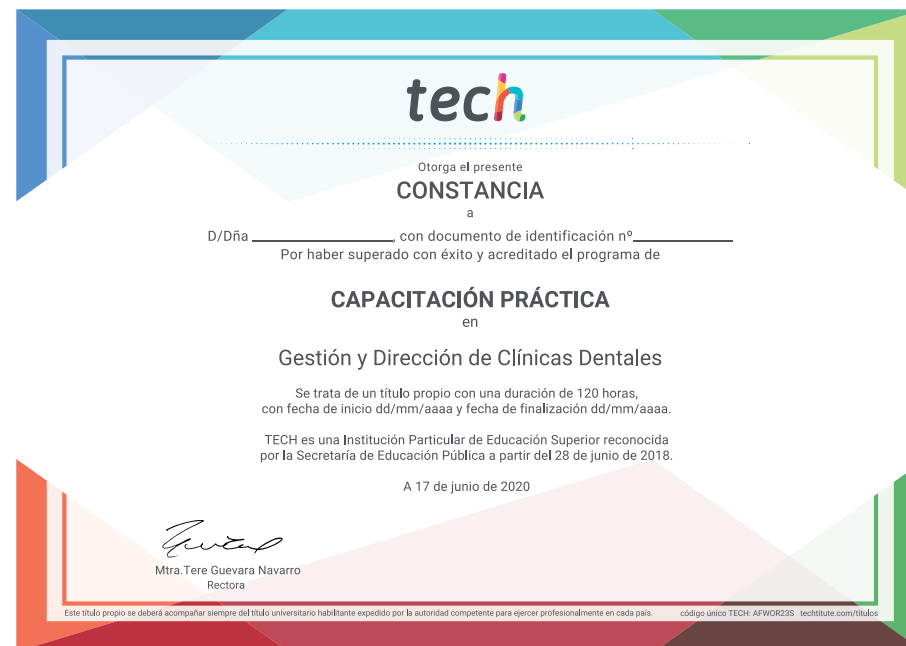 tech
Otorga el presente
CONSTANCIA
a
D/Dña ____________, con documento de identificación nº____________
Por haber superado con éxito y acreditado el programa de
CAPACITACIÓN PRÁCTICA
en
Gestión y Dirección de Clínicas Dentales
Se trata de un título propio con una duración de 120 horas,
con fecha de inicio dd/mm/aaaa y fecha de finalización dd/mm/aaaa.
TECH es una Institución Particular de Educación Superior reconocida
por la Secretaría de Educación Pública a partir del 28 de junio de 2018.
A 17 de junio de 2020
Mtra.Tere Guevara Navarro
Rectora
Este título propio se deberá acompañar siempre del título universitario habilitante expedido por la autoridad competente para ejercer profesionalmente en cada país. código único TECH: AFWOR23S techtitute.com/titulos